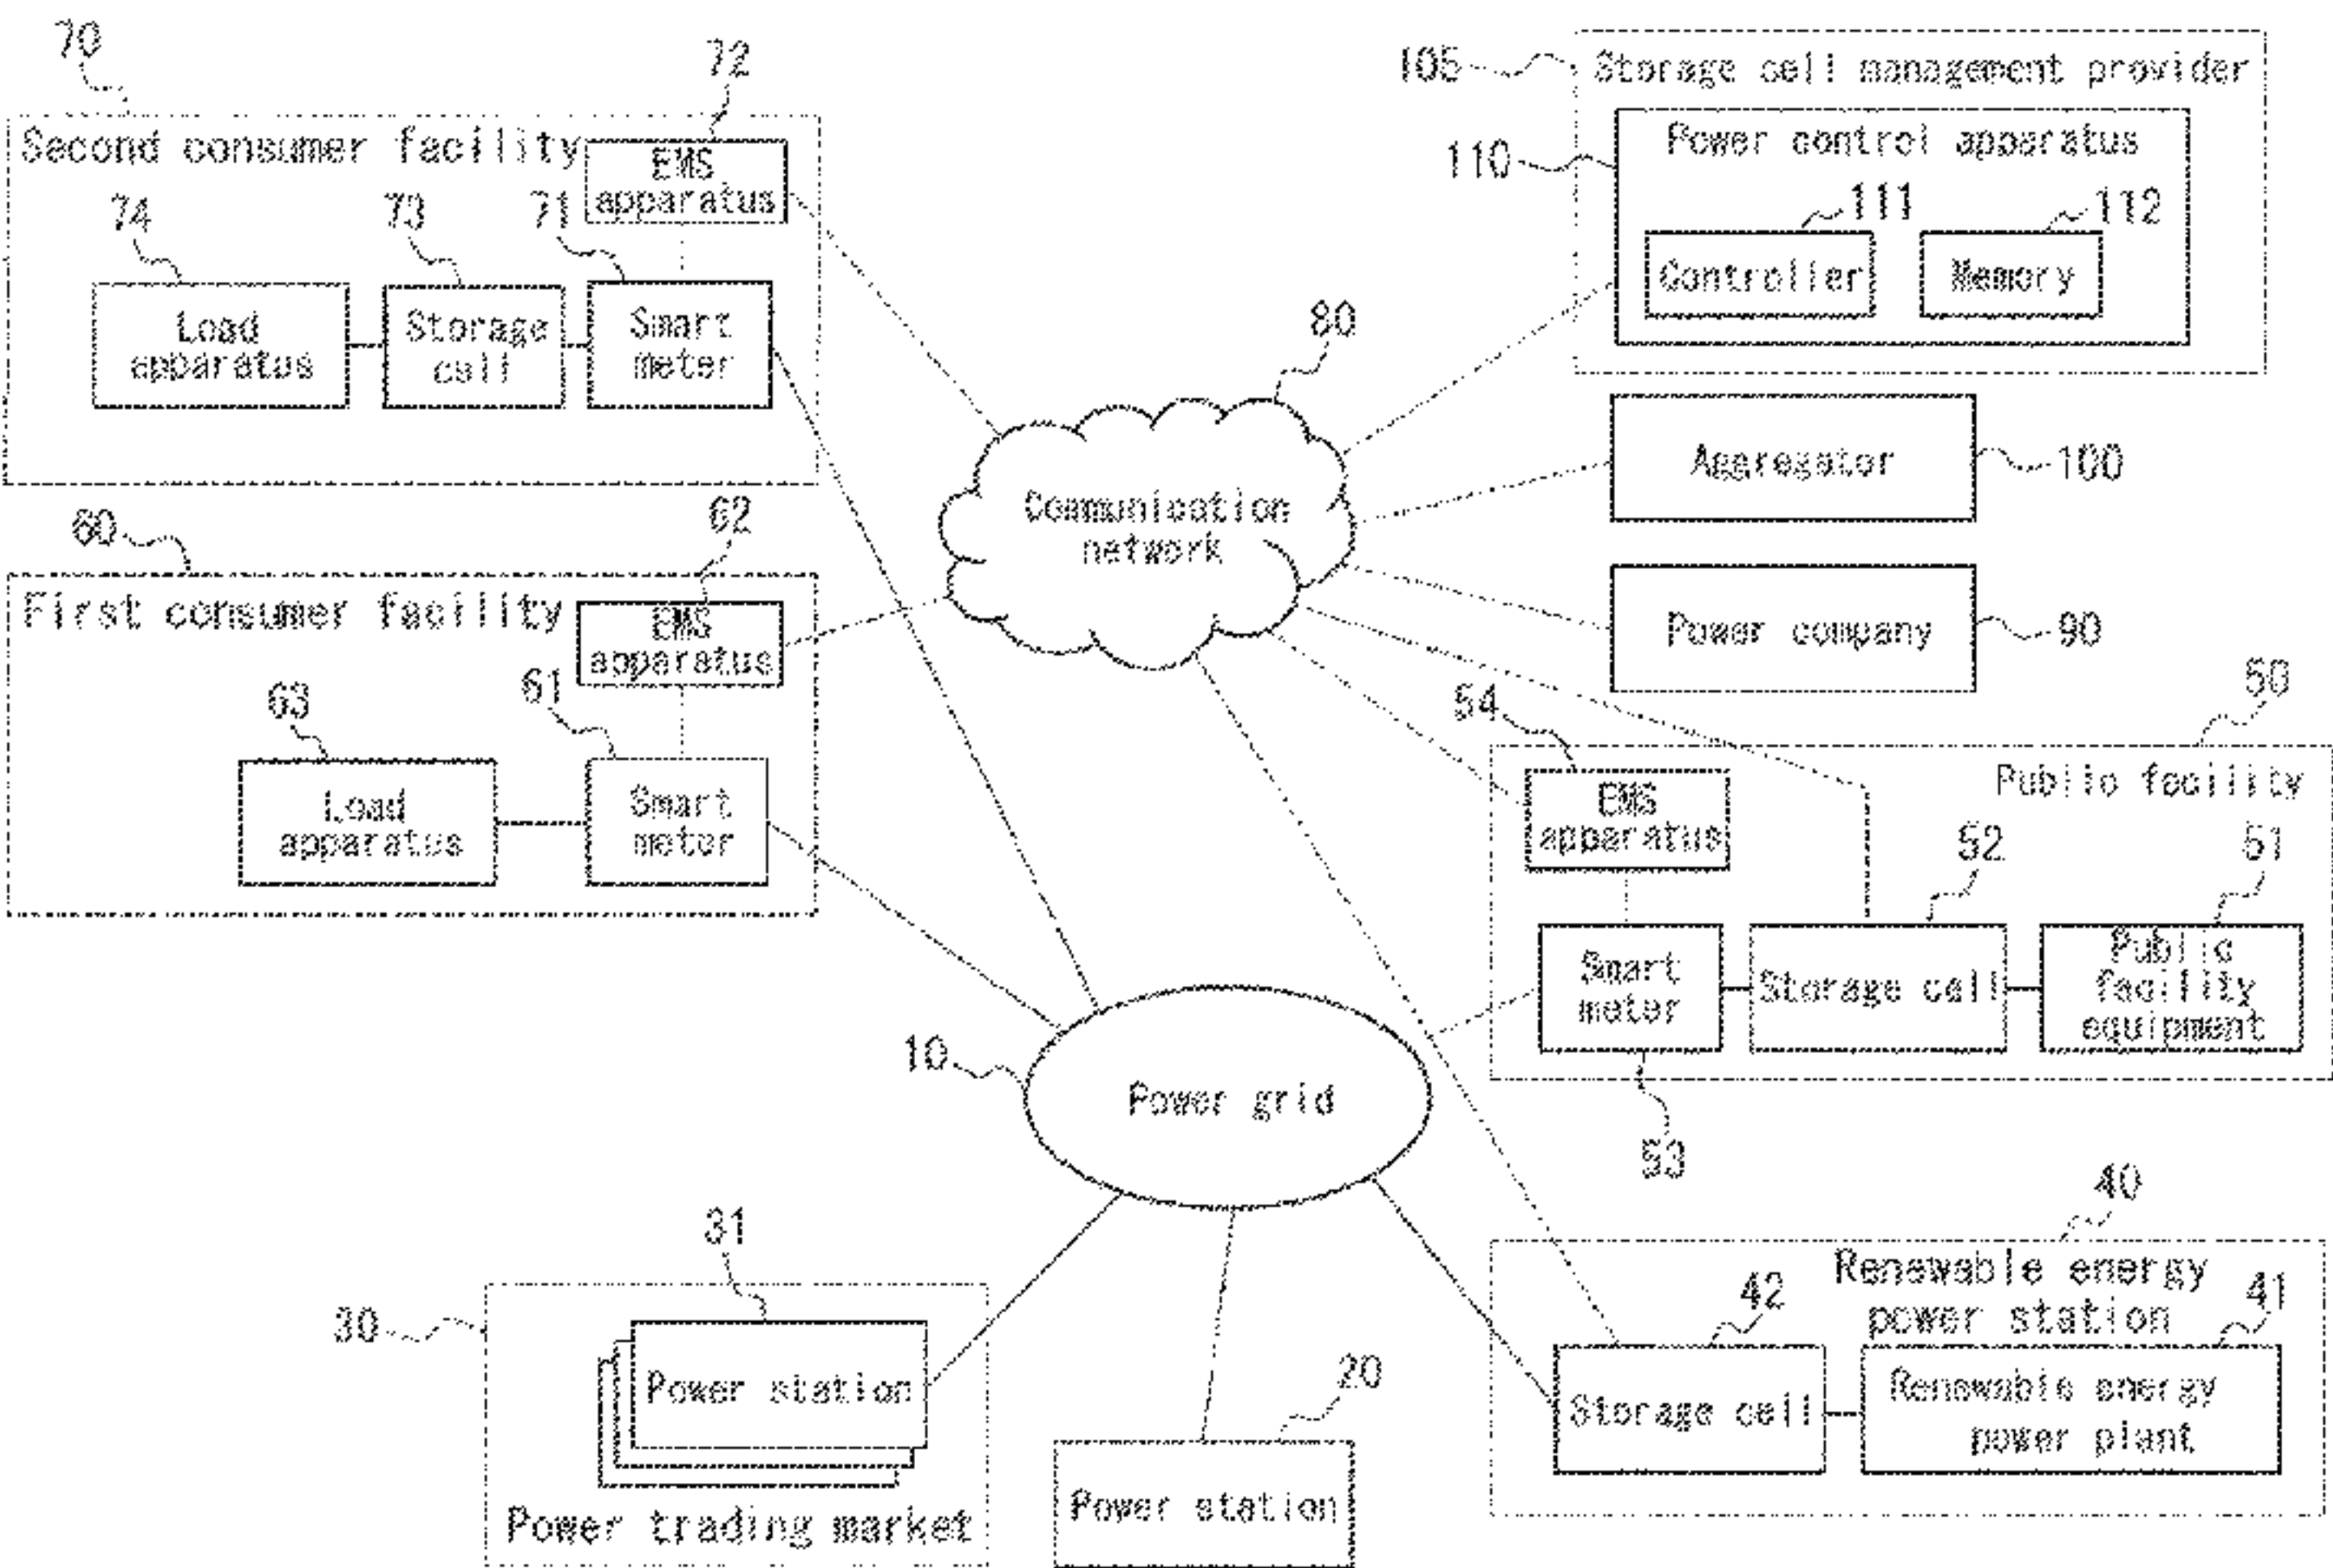 70
72
Second consumer facility
EMS
apparatus
74
73
71
Load
apparatus
Storage
cell
Smart
meter
105
Storage cell management provider
110
Power control apparatus
111
112
Controller
Memory
80
Communication
network
Aggregator
100
Power company
90
60
62
First consumer facility
EMS
apparatus
63
61
Load
apparatus
Smart
meter
50
54
Public facility
EMS
apparatus
52
51
Smart
meter
Storage cell
Public
facility
equipment
53
10
Power grid
40
Renewable energy
power station
42
41
Storage cell
Renewable energy
power plant
31
30
Power station
Power trading market
20
Power station